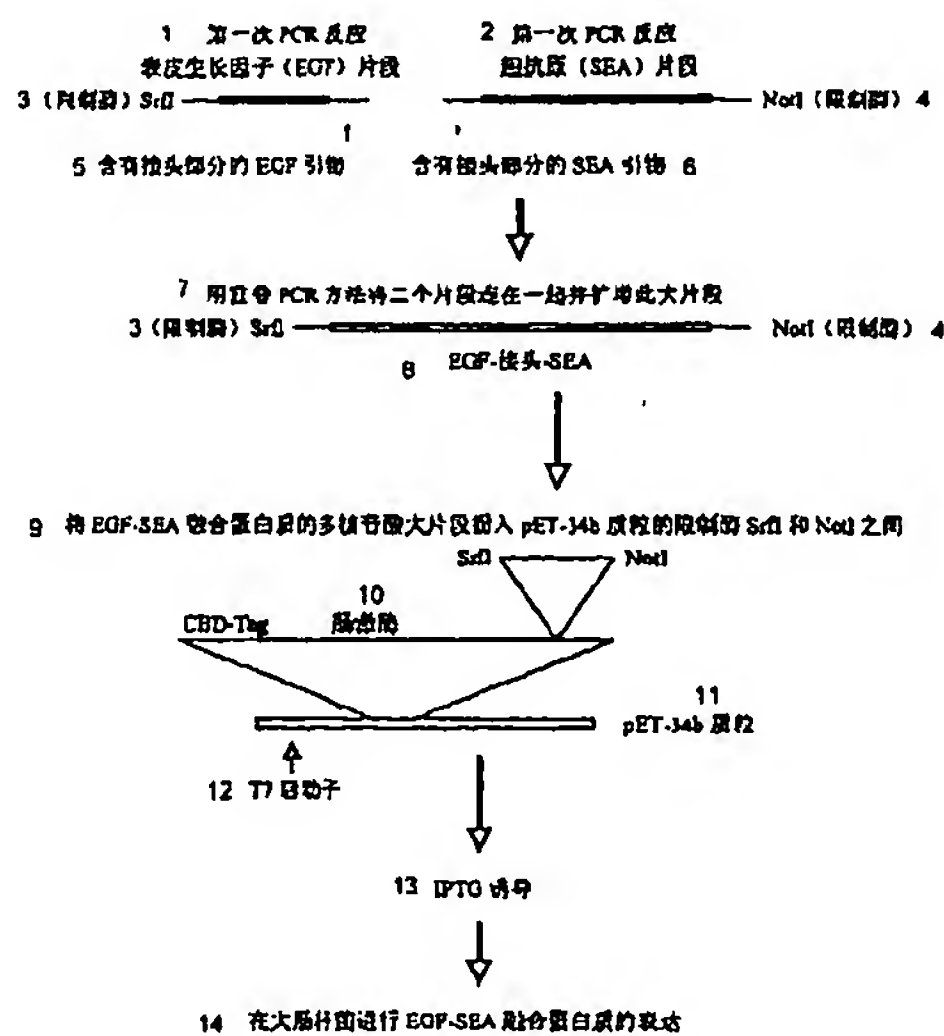 1 第一次 PCR 反应
表皮生长因子（EGF）片段
2 第一次 PCR 反应
超抗原（SEA）片段
3（限制酶）SrfI
NotI（限制酶）4
5 含有接头部分的 EGF 引物
含有接头部分的 SEA 引物 6
7 用重叠 PCR 方法将二个片段连在一起并扩增此大片段
3（限制酶）SrfI
NotI（限制酶）4
8 EGF-接头-SEA
9 将 EGF-SEA 融合蛋白质的多核苷酸大片段插入 pET-34b 质粒的限制酶 SrfI 和 NotI 之间
SrfI NotI
10
CBD-Tag 肠激酶
11
pET-34b 质粒
12 T7 启动子
13 IPTG 诱导
14 在大肠杆菌进行 EGF-SEA 融合蛋白质的表达